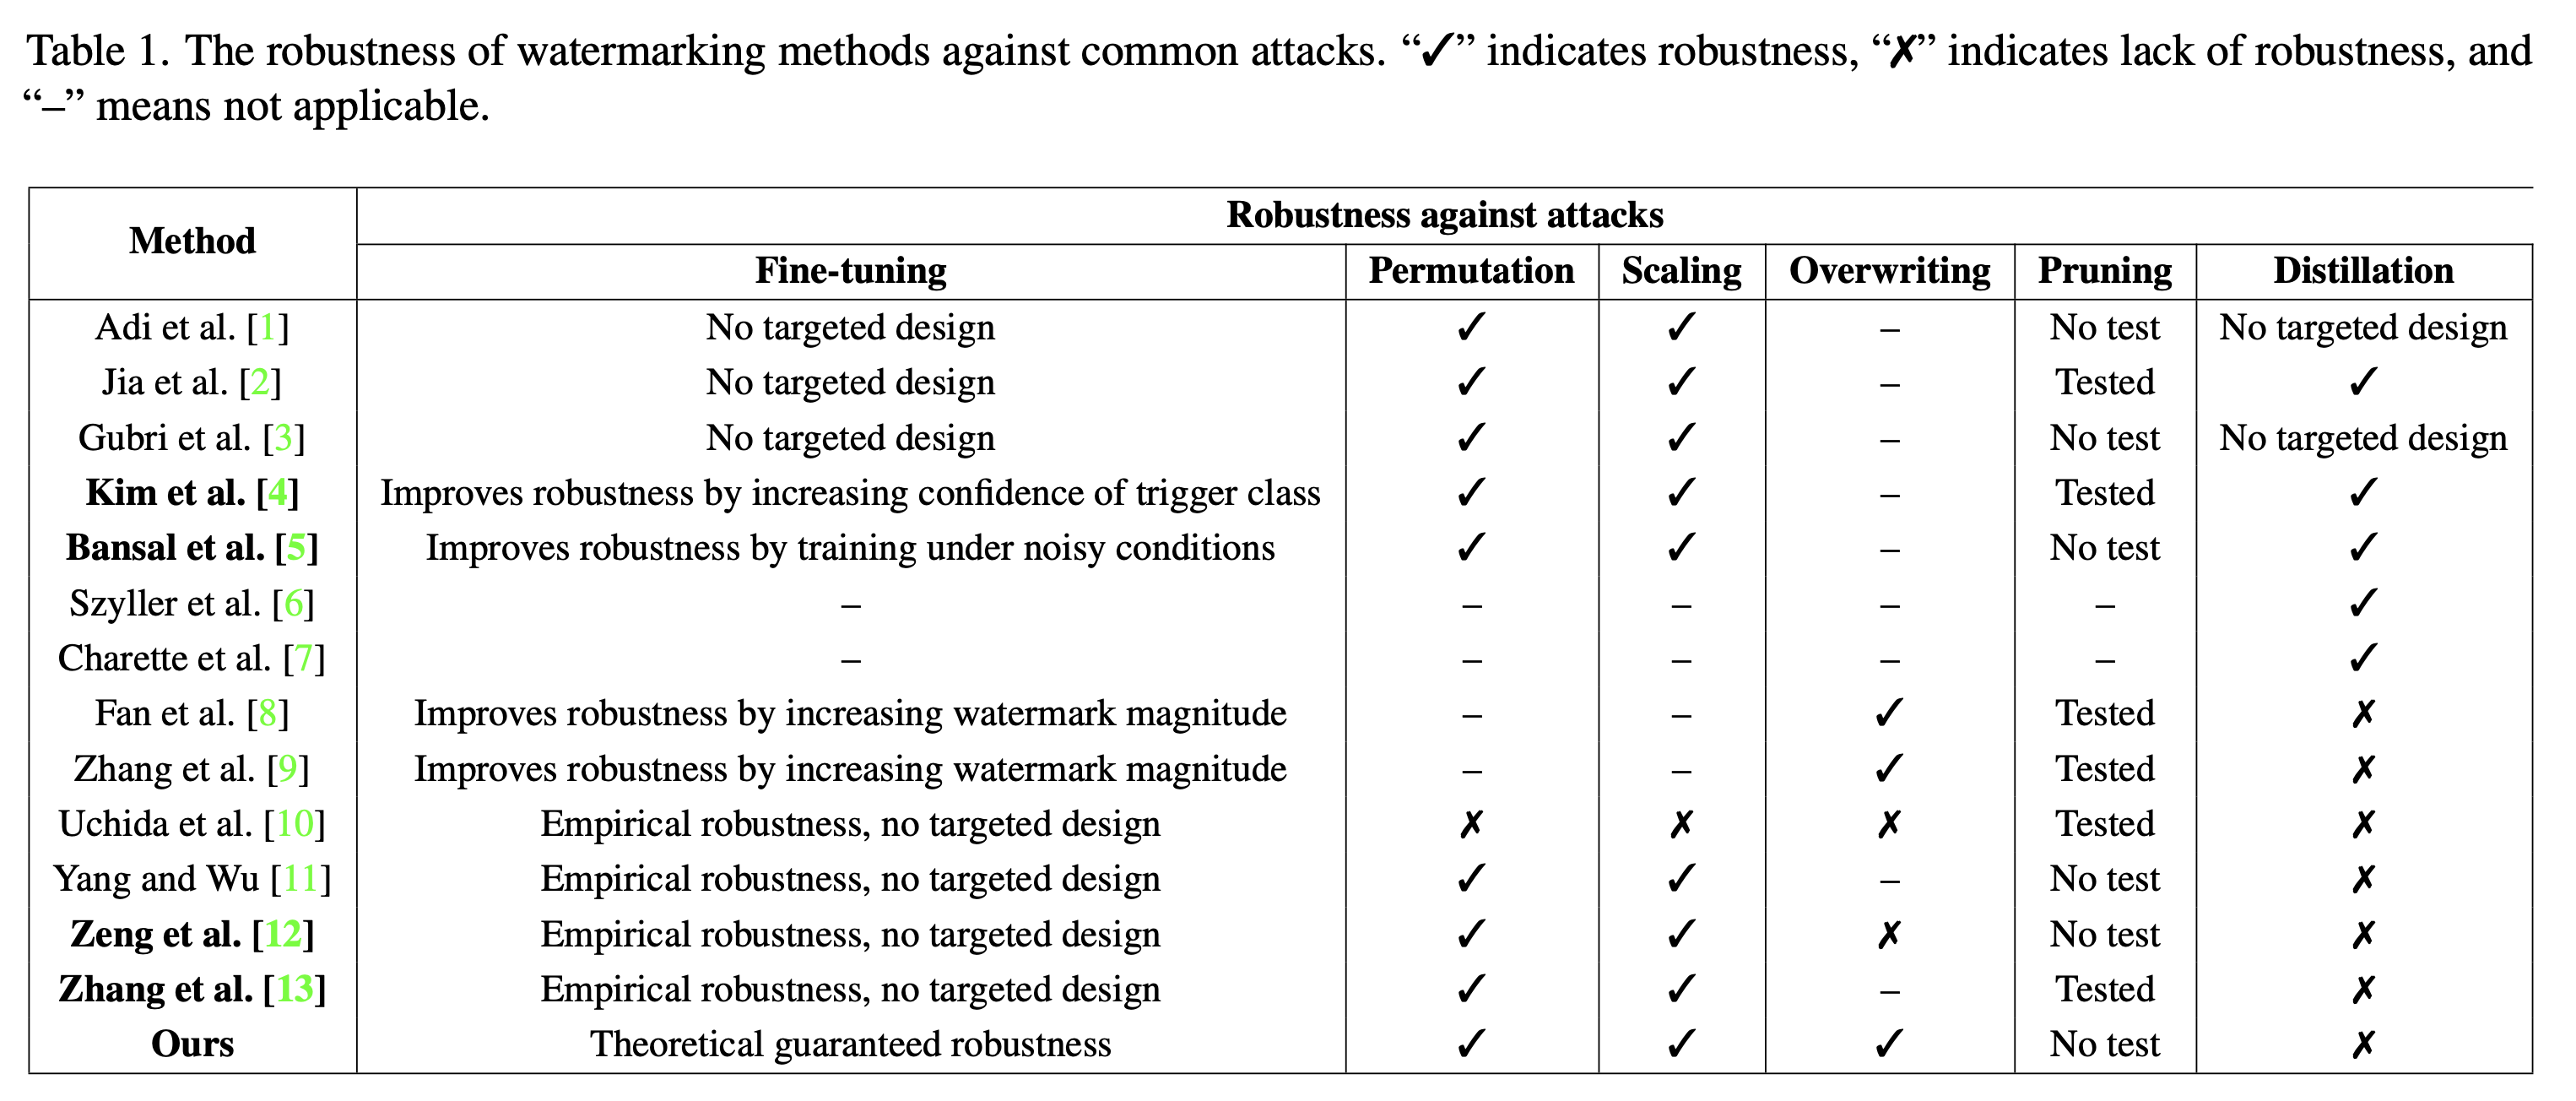 Table 1. The robustness of watermarking methods against common attacks. “✓” indicates robustness, “✗” indicates lack of robustness, and
“–” means not applicable.
Method Robustness against attacks
Fine-tuning Permutation Scaling Overwriting Pruning Distillation
Adi et al. [1] No targeted design ✓ ✓ – No test No targeted design
Jia et al. [2] No targeted design ✓ ✓ – Tested ✓
Gubri et al. [3] No targeted design ✓ ✓ – No test No targeted design
Kim et al. [4] Improves robustness by increasing confidence of trigger class ✓ ✓ – Tested ✓
Bansal et al. [5] Improves robustness by training under noisy conditions ✓ ✓ – No test ✓
Szyller et al. [6] – – – – – ✓
Charette et al. [7] – – – – – ✓
Fan et al. [8] Improves robustness by increasing watermark magnitude – – ✓ Tested ✗
Zhang et al. [9] Improves robustness by increasing watermark magnitude – – ✓ Tested ✗
Uchida et al. [10] Empirical robustness, no targeted design ✗ ✗ ✗ Tested ✗
Yang and Wu [11] Empirical robustness, no targeted design ✓ ✓ – No test ✗
Zeng et al. [12] Empirical robustness, no targeted design ✓ ✓ ✗ No test ✗
Zhang et al. [13] Empirical robustness, no targeted design ✓ ✓ – Tested ✗
Ours Theoretical guaranteed robustness ✓ ✓ ✓ No test ✗